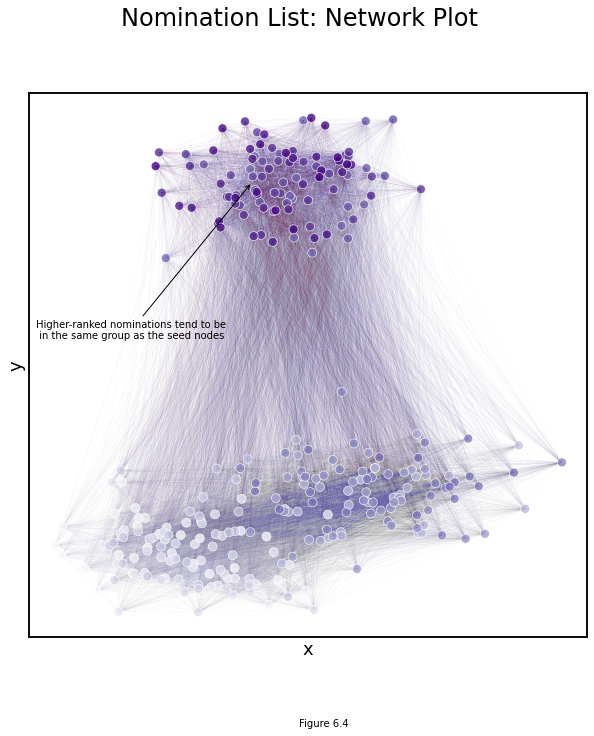 Nomination List: Network Plot
Higher-ranked nominations tend to be
in the same group as the seed nodes
y
x
Figure 6.4